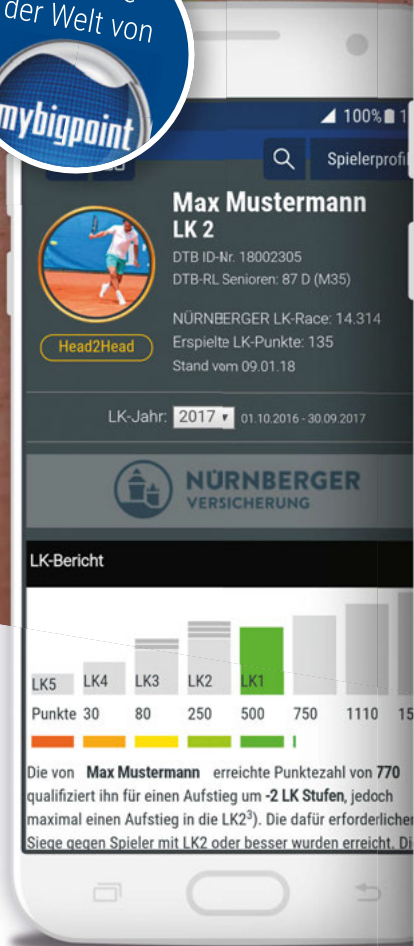 der Welt von
mybigpoint
100%
Spielerprofi
Max Mustermann
LK 2
DTB ID-Nr. 18002305
DTB-RL Senioren: 87 D (M35)
NÜRNBERGER LK-Race: 14.314
Erspielte LK-Punkte: 135
Stand vom 09.01.18
Head2Head
LK-Jahr: 2017 01.10.2016 - 30.09.2017
NÜRNBERGER
VERSICHERUNG
LK-Bericht
LK5 LK4 LK3 LK2 LK1
Punkte 30 80 250 500 750 1110 15
Die von Max Mustermann erreichte Punktezahl von 770
qualifiziert ihn für einen Aufstieg um -2 LK Stufen, jedoch
maximal einen Aufstieg in die LK2³). Die dafür erforderlichen
Siege gegen Spieler mit LK2 oder besser wurden erreicht. Di